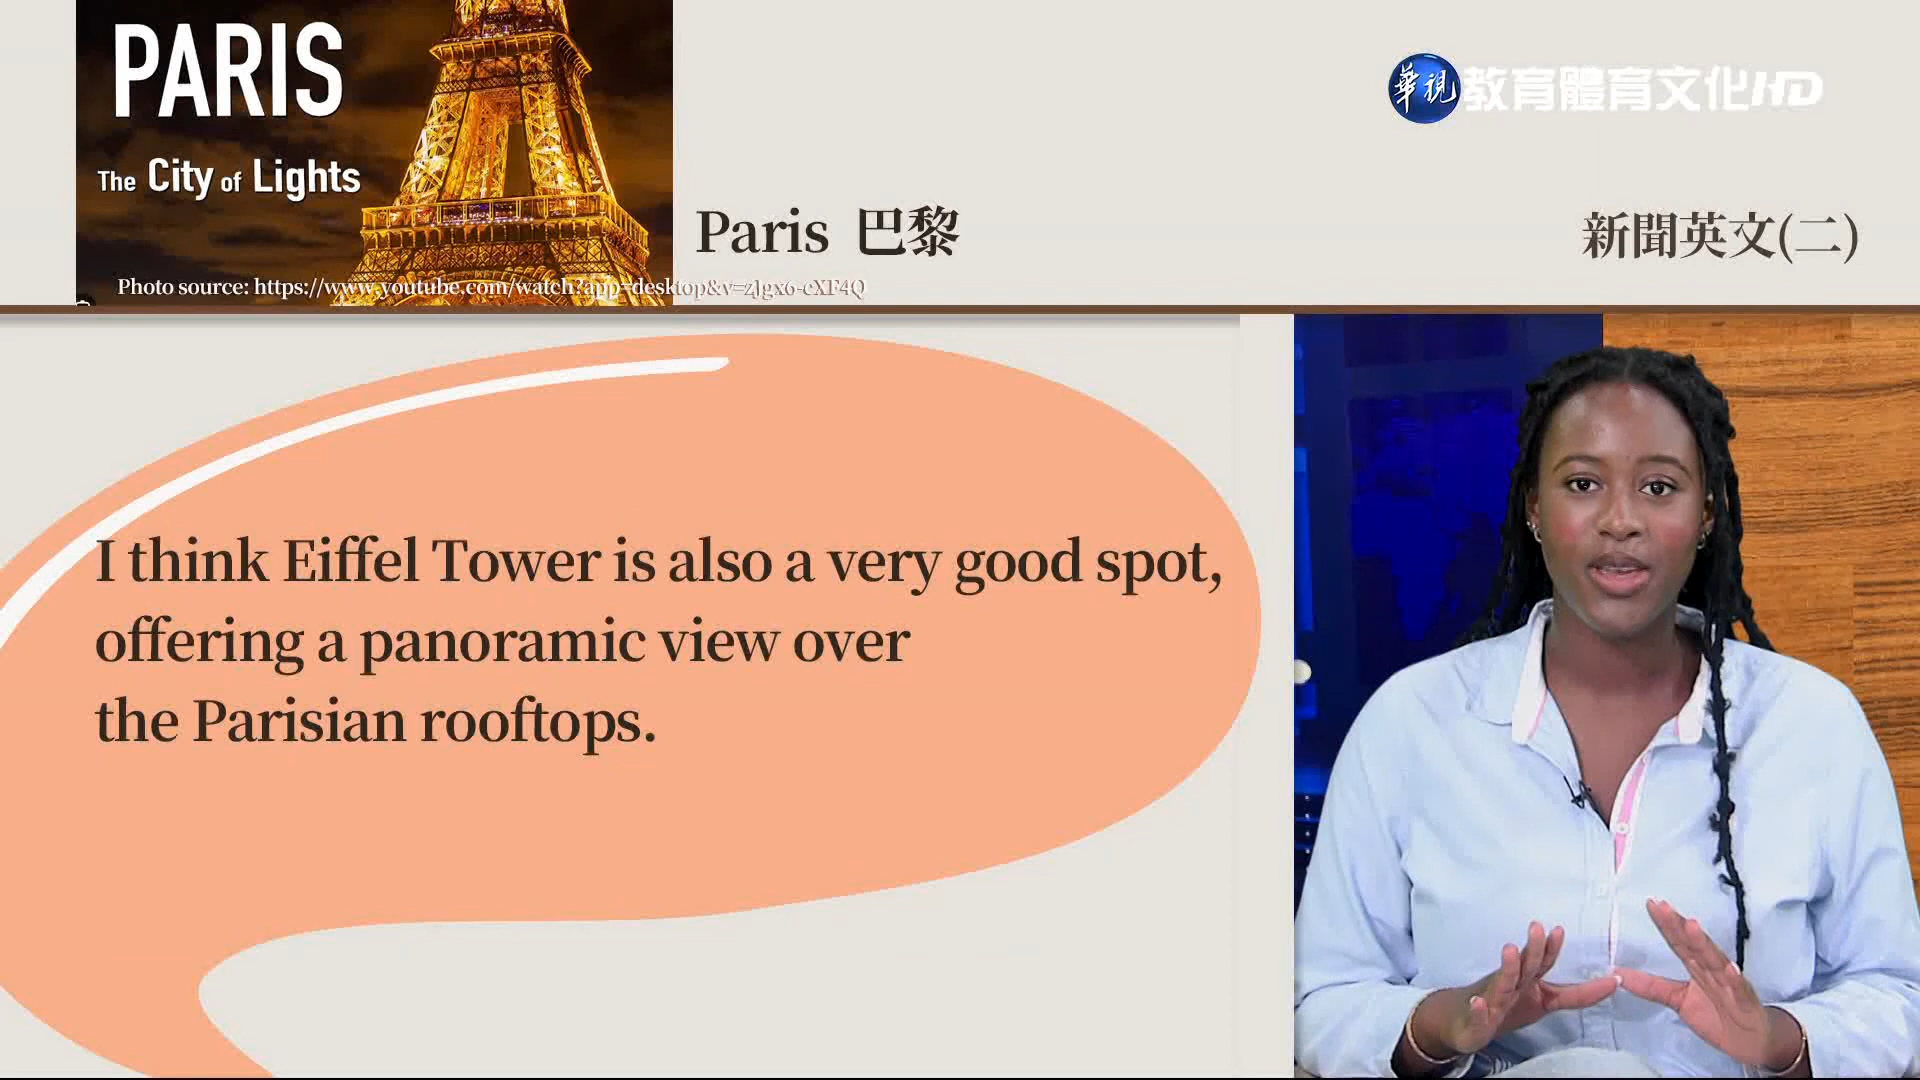 PARIS
The City of Lights
Photo source: https://www.youtube.com/watch?app=desktop&v=zJgx6-cXF4Q
Paris 巴黎
華視 教育體育文化HD
新聞英文(二)
I think Eiffel Tower is also a very good spot,
offering a panoramic view over
the Parisian rooftops.